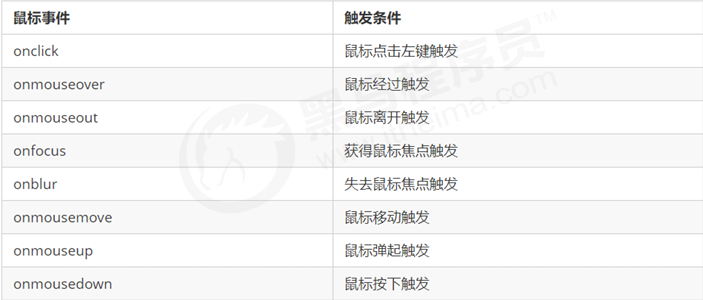 鼠标事件 触发条件
onclick 鼠标点击左键触发
onmouseover 鼠标经过触发
onmouseout 鼠标离开触发
onfocus 获得鼠标焦点触发
onblur 失去鼠标焦点触发
onmousemove 鼠标移动触发
onmouseup 鼠标弹起触发
onmousedown 鼠标按下触发
黑马程序员™
www.itheima.com